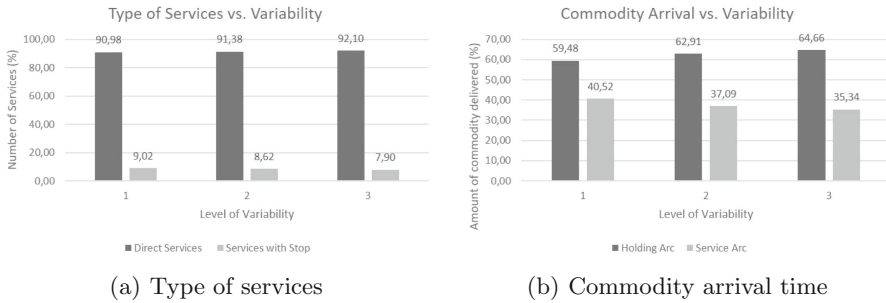 Type of Services vs. Variability
Number of Services (%)
100,00
80,00
60,00
40,00
20,00
0,00
90,98
9,02
91,38
8,62
92,10
7,90
1
2
3
Level of Variability
Direct Services
Services with Stop
(a) Type of services
Commodity Arrival vs. Variability
Amount of commodity delivered (%)
70,00
60,00
50,00
40,00
30,00
20,00
10,00
0,00
59,48
40,52
62,91
37,09
64,66
35,34
1
2
3
Level of Variability
Holding Arc
Service Arc
(b) Commodity arrival time